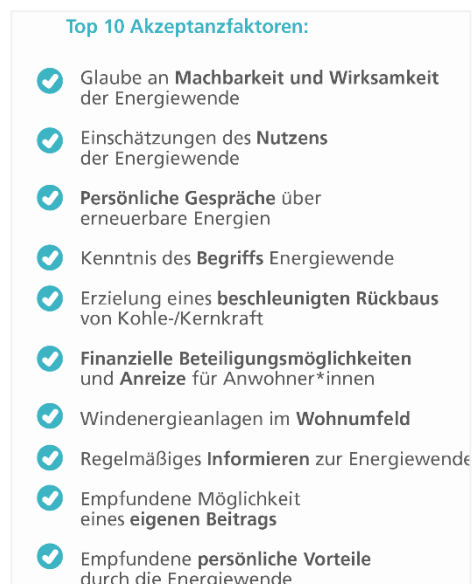 Top 10 Akzeptanzfaktoren:
Glaube an Machbarkeit und Wirksamkeit
der Energiewende
Einschätzungen des Nutzens
der Energiewende
Persönliche Gespräche über
erneuerbare Energien
Kenntnis des Begriffs Energiewende
Erzielung eines beschleunigten Rückbaus
von Kohle-/Kernkraft
Finanzielle Beteiligungsmöglichkeiten
und Anreize für Anwohner*innen
Windenergieanlagen im Wohnumfeld
Regelmäßiges Informieren zur Energiewende
Empfundene Möglichkeit
eines eigenen Beitrags
Empfundene persönliche Vorteile
durch die Energiewende